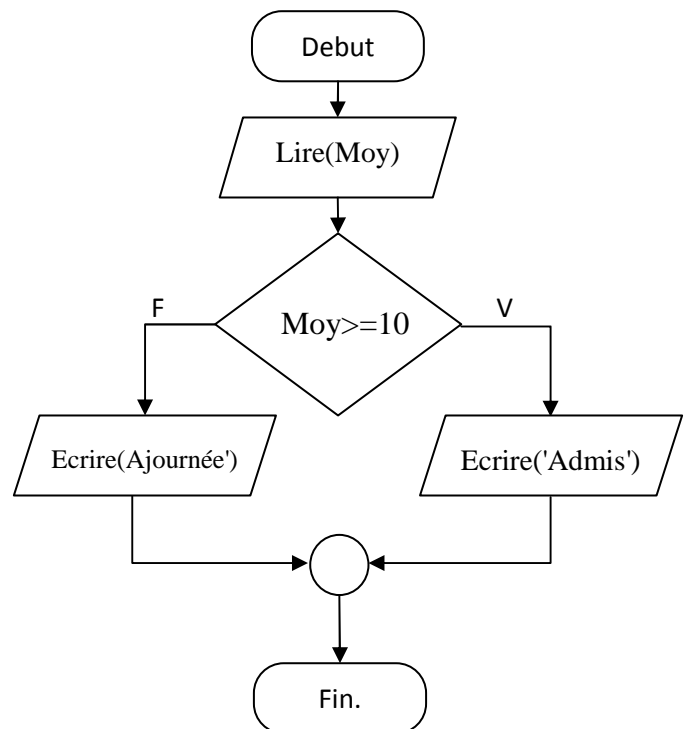 Debut
Lire(Moy)
Moy>=10
F
V
Ecrire(Ajournée')
Ecrire('Admis')
Fin.